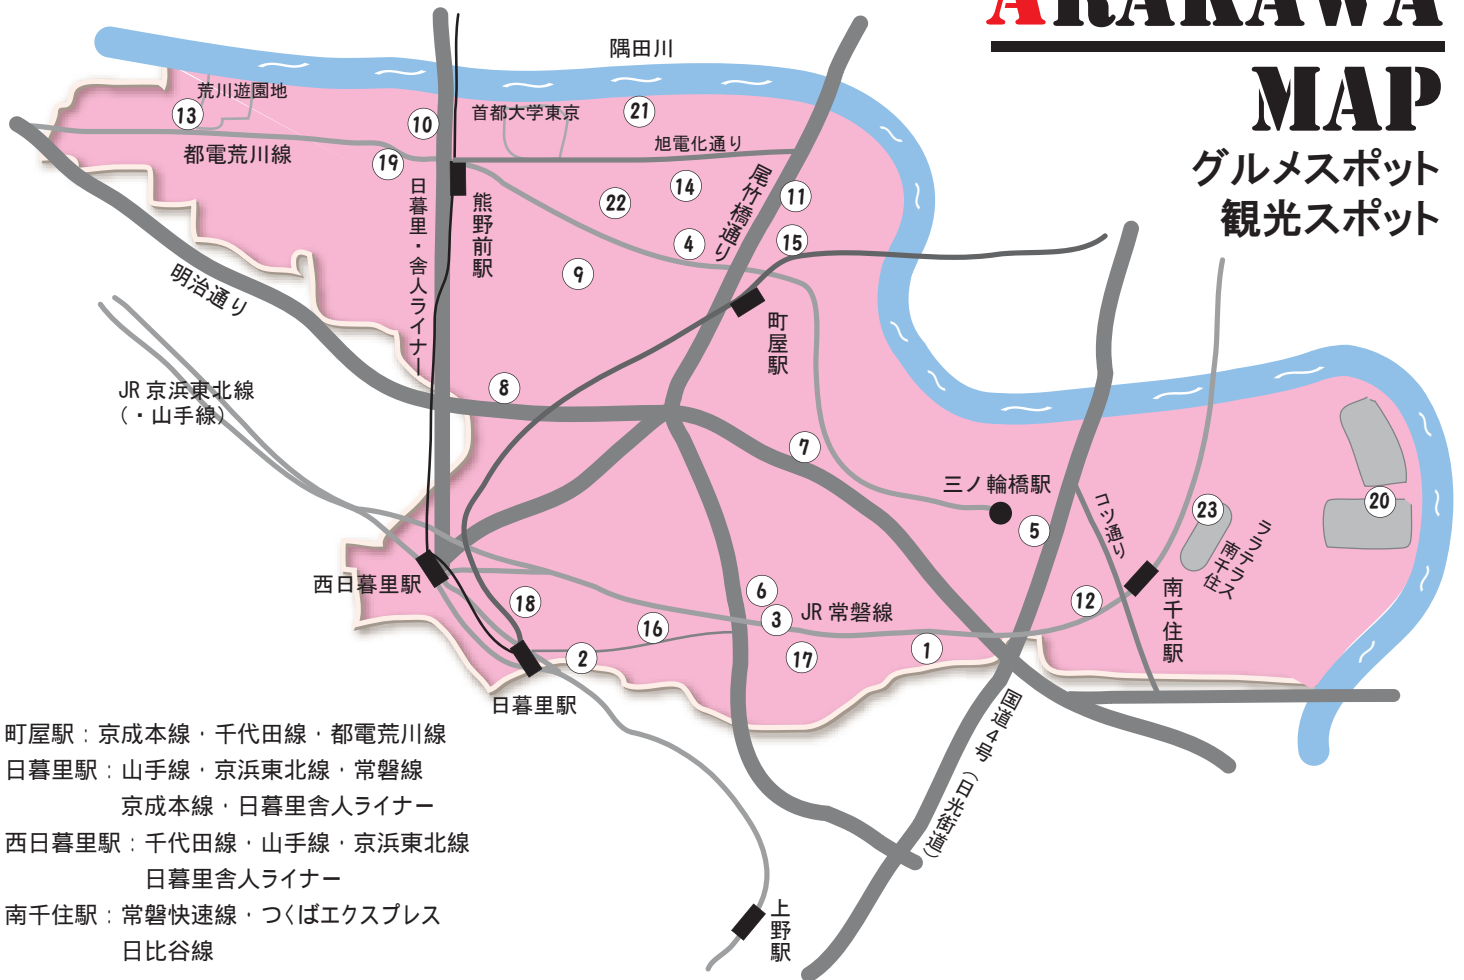 ARAKAWA
MAP
グルメスポット
観光スポット
隅田川
荒川遊園地
13
都電荒川線
19
10
首都大学東京
21
旭電化通り
日暮里・舎人ライナー
熊野前駅
22
14
尾竹橋通り
11
4
15
9
明治通り
町屋駅
JR 京浜東北線
(・山手線)
8
7
三ノ輪橋駅
5
コツ通り
23
ララテラス
南千住
20
西日暮里駅
18
6
3
JR 常磐線
16
2
17
1
12
南千住駅
日暮里駅
国道4号(日光街道)
上野駅
町屋駅：京成本線・千代田線・都電荒川線
日暮里駅：山手線・京浜東北線・常磐線
京成本線・日暮里舎人ライナー
西日暮里駅：千代田線・山手線・京浜東北線
日暮里舎人ライナー
南千住駅：常磐快速線・つくばエクスプレス
日比谷線